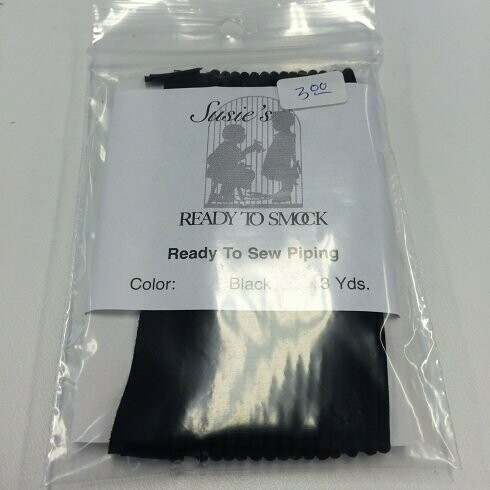 3.00
Susie's
READY TO SMOCK
Ready To Sew Piping
Color: Black 3 Yds.